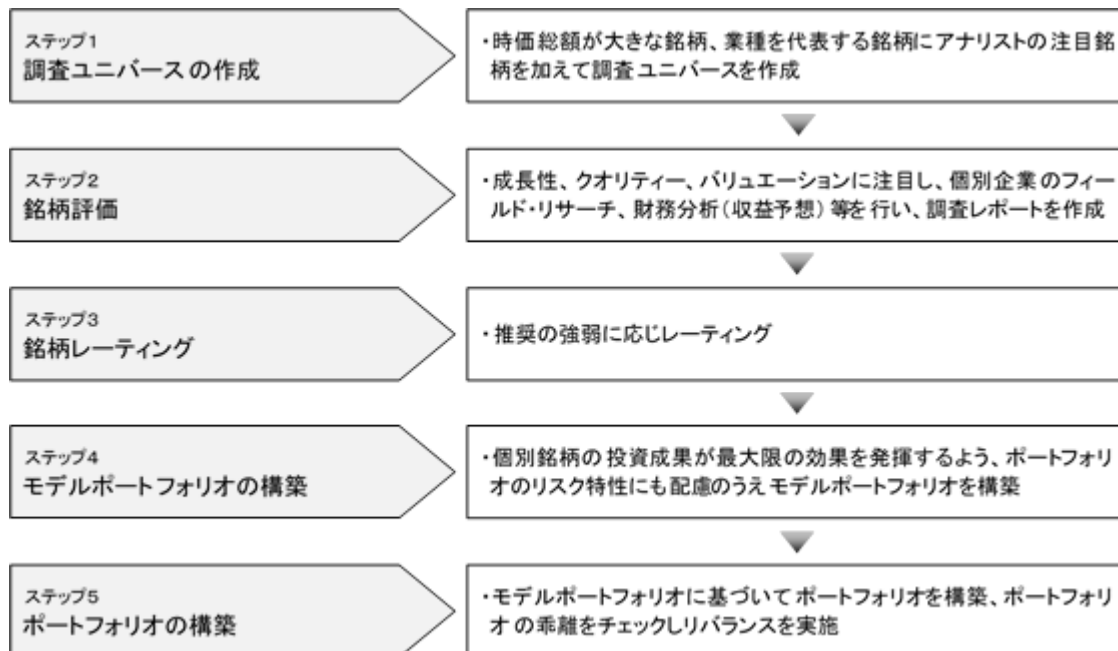 ステップ1
調査ユニバースの作成
・時価総額が大きな銘柄、業種を代表する銘柄にアナリストの注目銘
柄を加えて調査ユニバースを作成
ステップ2
銘柄評価
・成長性、クオリティー、バリュエーションに注目し、個別企業のフィー
ルド・リサーチ、財務分析(収益予想)等を行い、調査レポートを作成
ステップ3
銘柄レーティング
・推奨の強弱に応じレーティング
ステップ4
モデルポートフォリオの構築
・個別銘柄の投資成果が最大限の効果を発揮するよう、ポートフォリ
オのリスク特性にも配慮のうえモデルポートフォリオを構築
ステップ5
ポートフォリオの構築
・モデルポートフォリオに基づいてポートフォリオを構築、ポートフォリ
オの乖離をチェックしリバランスを実施